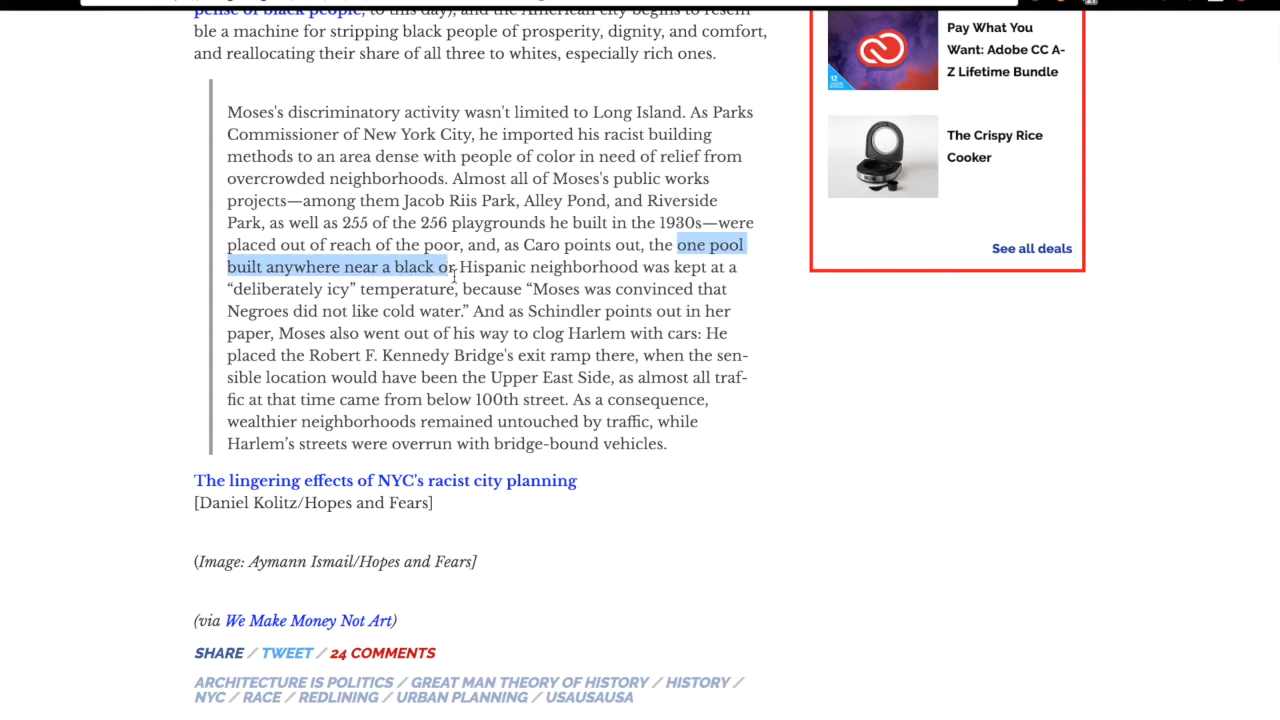 pense of black people, to this day), and the American city begins to resem-
ble a machine for stripping black people of prosperity, dignity, and comfort,
and reallocating their share of all three to whites, especially rich ones.
Moses's discriminatory activity wasn't limited to Long Island. As Parks
Commissioner of New York City, he imported his racist building
methods to an area dense with people of color in need of relief from
overcrowded neighborhoods. Almost all of Moses's public works
projects—among them Jacob Riis Park, Alley Pond, and Riverside
Park, as well as 255 of the 256 playgrounds he built in the 1930s—were
placed out of reach of the poor, and, as Caro points out, the one pool
built anywhere near a black or Hispanic neighborhood was kept at a
“deliberately icy” temperature, because “Moses was convinced that
Negroes did not like cold water.” And as Schindler points out in her
paper, Moses also went out of his way to clog Harlem with cars: He
placed the Robert F. Kennedy Bridge's exit ramp there, when the sen-
sible location would have been the Upper East Side, as almost all traf-
fic at that time came from below 100th street. As a consequence,
wealthier neighborhoods remained untouched by traffic, while
Harlem’s streets were overrun with bridge-bound vehicles.
The lingering effects of NYC's racist city planning
[Daniel Kolitz/Hopes and Fears]
(Image: Aymann Ismail/Hopes and Fears]
(via We Make Money Not Art)
SHARE / TWEET / 24 COMMENTS
ARCHITECTURE IS POLITICS / GREAT MAN THEORY OF HISTORY / HISTORY /
NYC / RACE / REDLINING / URBAN PLANNING / USAUSAUSA
Pay What You
Want: Adobe CC A-
Z Lifetime Bundle
12
The Crispy Rice
Cooker
See all deals